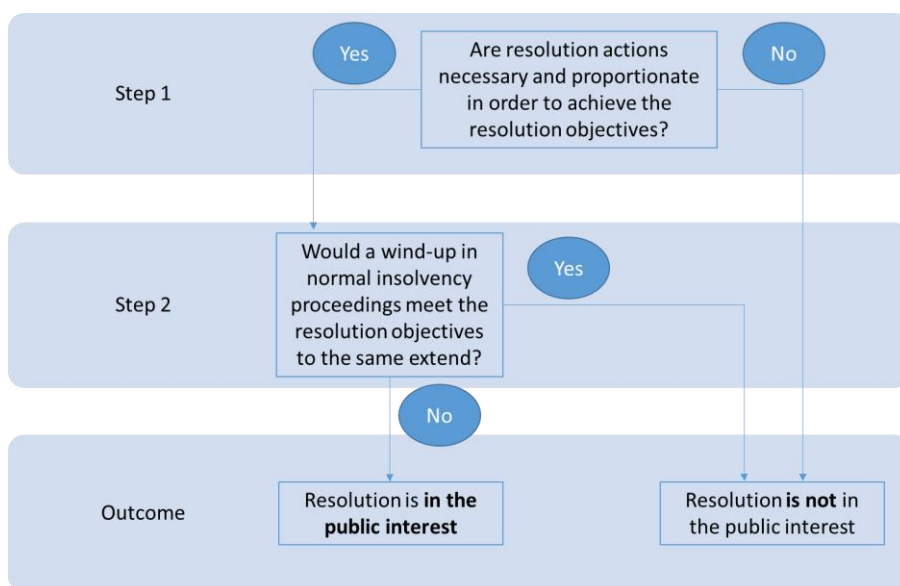 Yes
Are resolution actions
necessary and proportionate
in order to achieve the
resolution objectives?
No
Step 1
Would a wind-up in
normal insolvency
proceedings meet the
resolution objectives
to the same extend?
Yes
Step 2
No
Outcome
Resolution is in the
public interest
Resolution is not in
the public interest